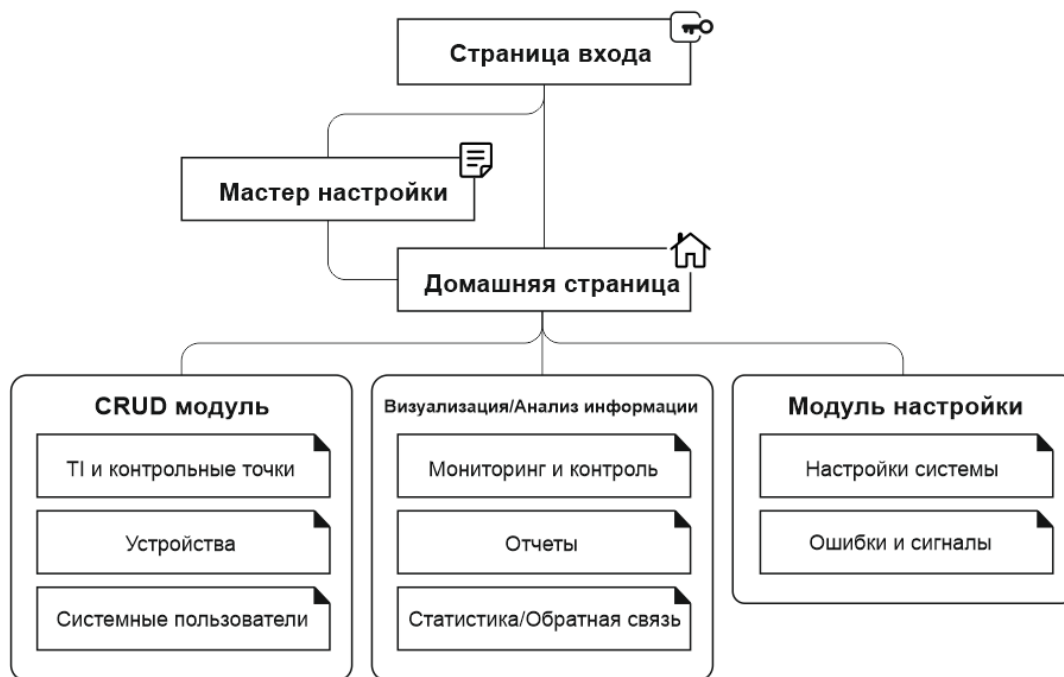 Страница входа
Мастер настройки
Домашняя страница
CRUD модуль
TI и контрольные точки
Устройства
Системные пользователи
Визуализация/Анализ информации
Мониторинг и контроль
Отчеты
Статистика/Обратная связь
Модуль настройки
Настройки системы
Ошибки и сигналы